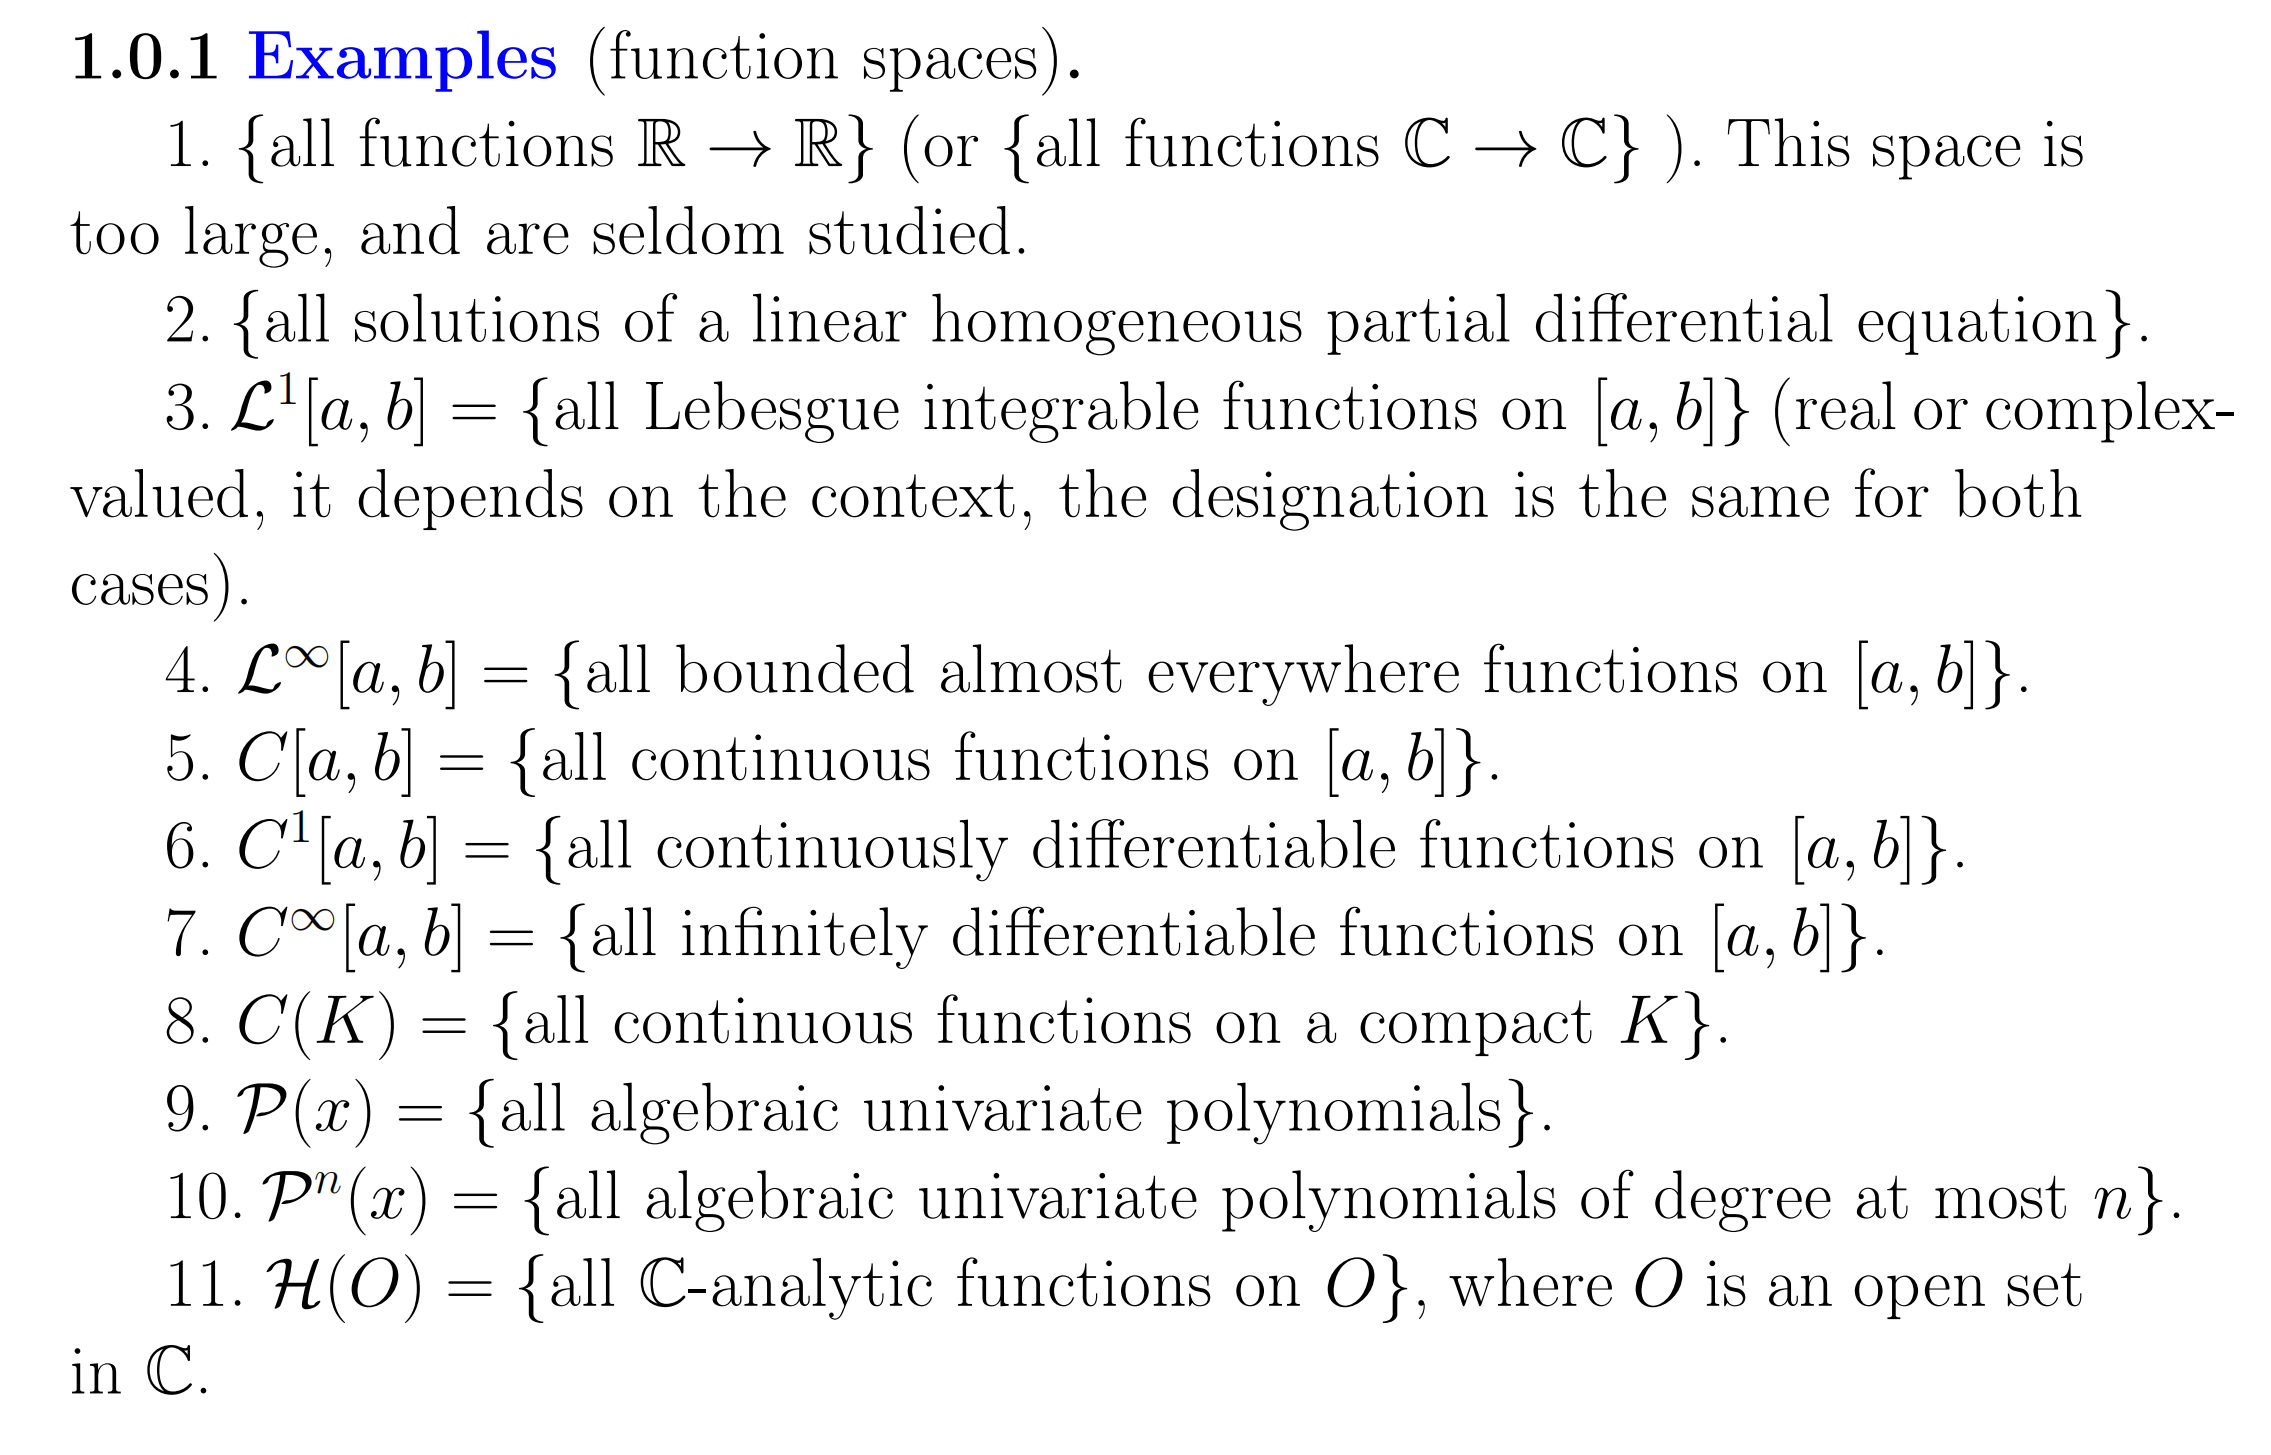 1.0.1 Examples (function spaces).
1. {all functions ℝ → ℝ} (or {all functions ℂ → ℂ} ). This space is
too large, and are seldom studied.
2. {all solutions of a linear homogeneous partial differential equation}.
3. ℒ¹[a, b] = {all Lebesgue integrable functions on [a, b]} (real or complex-
valued, it depends on the context, the designation is the same for both
cases).
4. ℒ^∞[a, b] = {all bounded almost everywhere functions on [a, b]}.
5. C[a, b] = {all continuous functions on [a, b]}.
6. C¹[a, b] = {all continuously differentiable functions on [a, b]}.
7. C^∞[a, b] = {all infinitely differentiable functions on [a, b]}.
8. C(K) = {all continuous functions on a compact K}.
9. 𝒫(x) = {all algebraic univariate polynomials}.
10. 𝒫ⁿ(x) = {all algebraic univariate polynomials of degree at most n}.
11. ℋ(O) = {all ℂ-analytic functions on O}, where O is an open set
in ℂ.